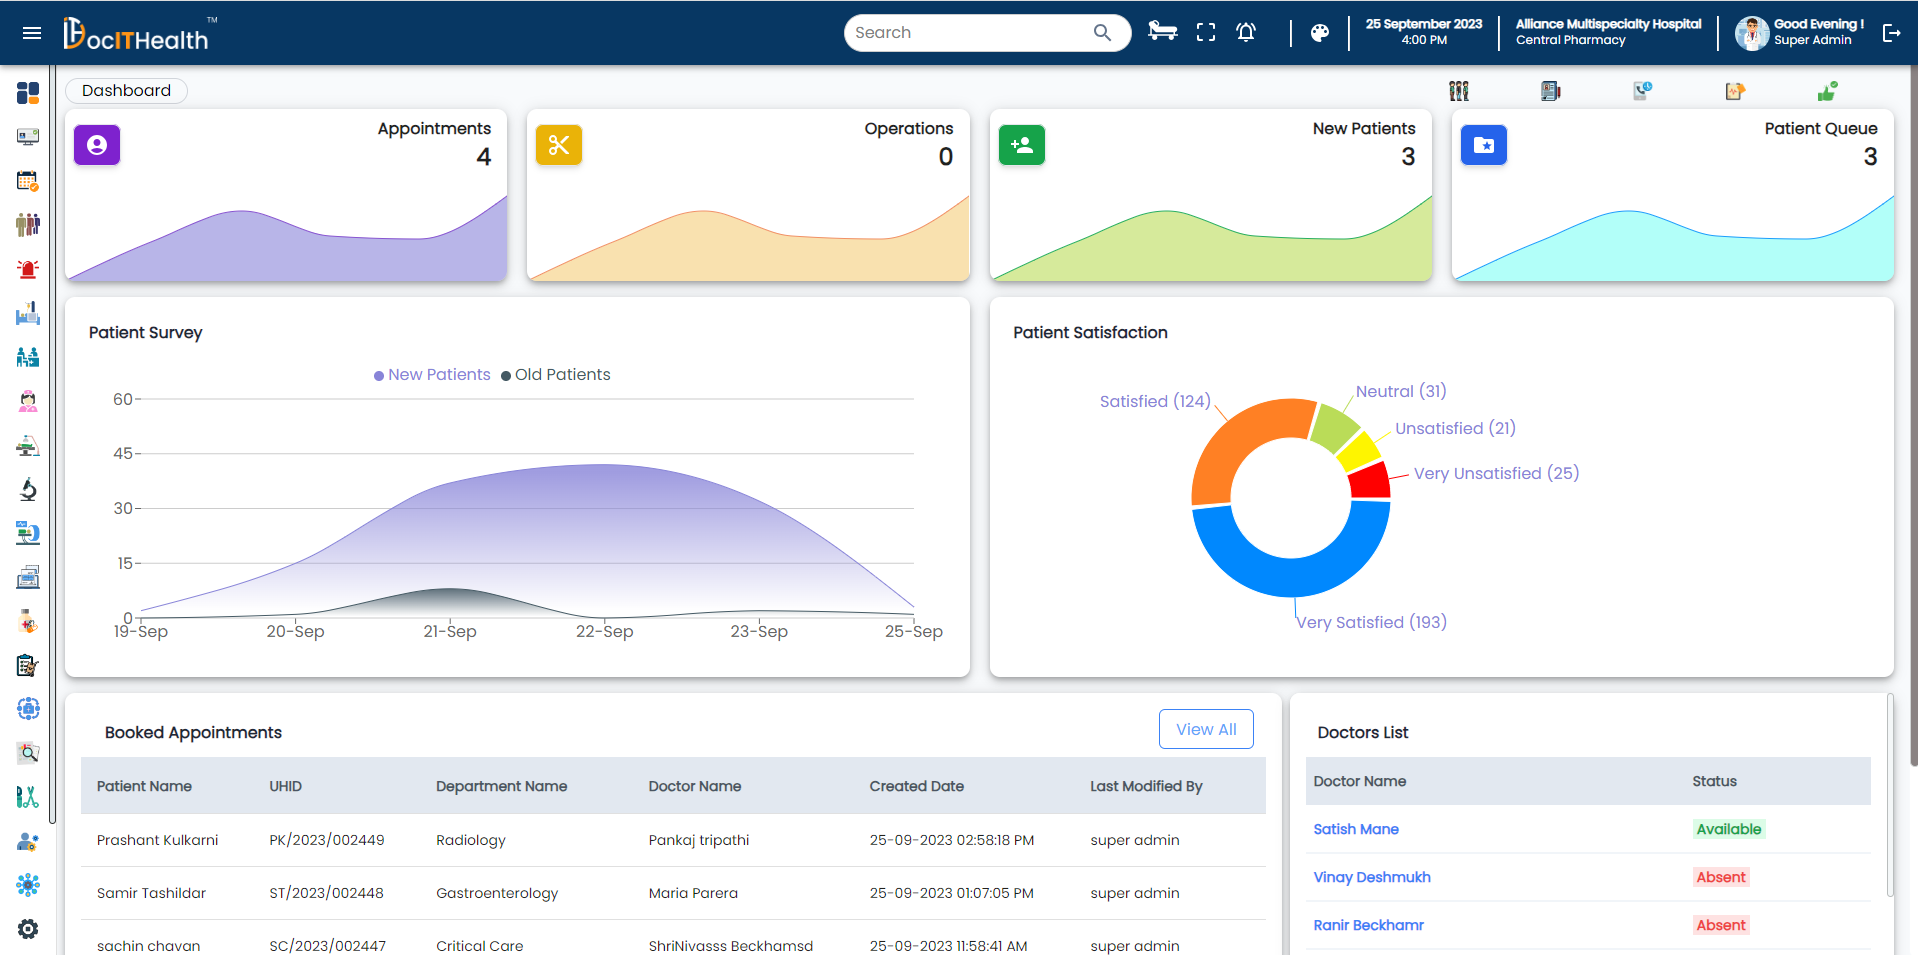 DocITHealth TM
Search
25 September 2023
4:00 PM
Alliance Multispecialty Hospital
Central Pharmacy
Good Evening !
Super Admin
Dashboard
Appointments
4
Operations
0
New Patients
3
Patient Queue
3
Patient Survey
New Patients Old Patients
60
45
30
15
0
19-Sep 20-Sep 21-Sep 22-Sep 23-Sep 25-Sep
Patient Satisfaction
Satisfied (124)
Neutral (31)
Unsatisfied (21)
Very Unsatisfied (25)
Very Satisfied (193)
Booked Appointments
View All
Patient Name UHID Department Name Doctor Name Created Date Last Modified By
Prashant Kulkarni PK/2023/002449 Radiology Pankaj tripathi 25-09-2023 02:58:18 PM super admin
Samir Tashildar ST/2023/002448 Gastroenterology Maria Parera 25-09-2023 01:07:05 PM super admin
sachin chavan SC/2023/002447 Critical Care ShriNivasss Beckhamsd 25-09-2023 11:58:41 AM super admin
Doctors List
Doctor Name Status
Satish Mane Available
Vinay Deshmukh Absent
Ranir Beckhamr Absent